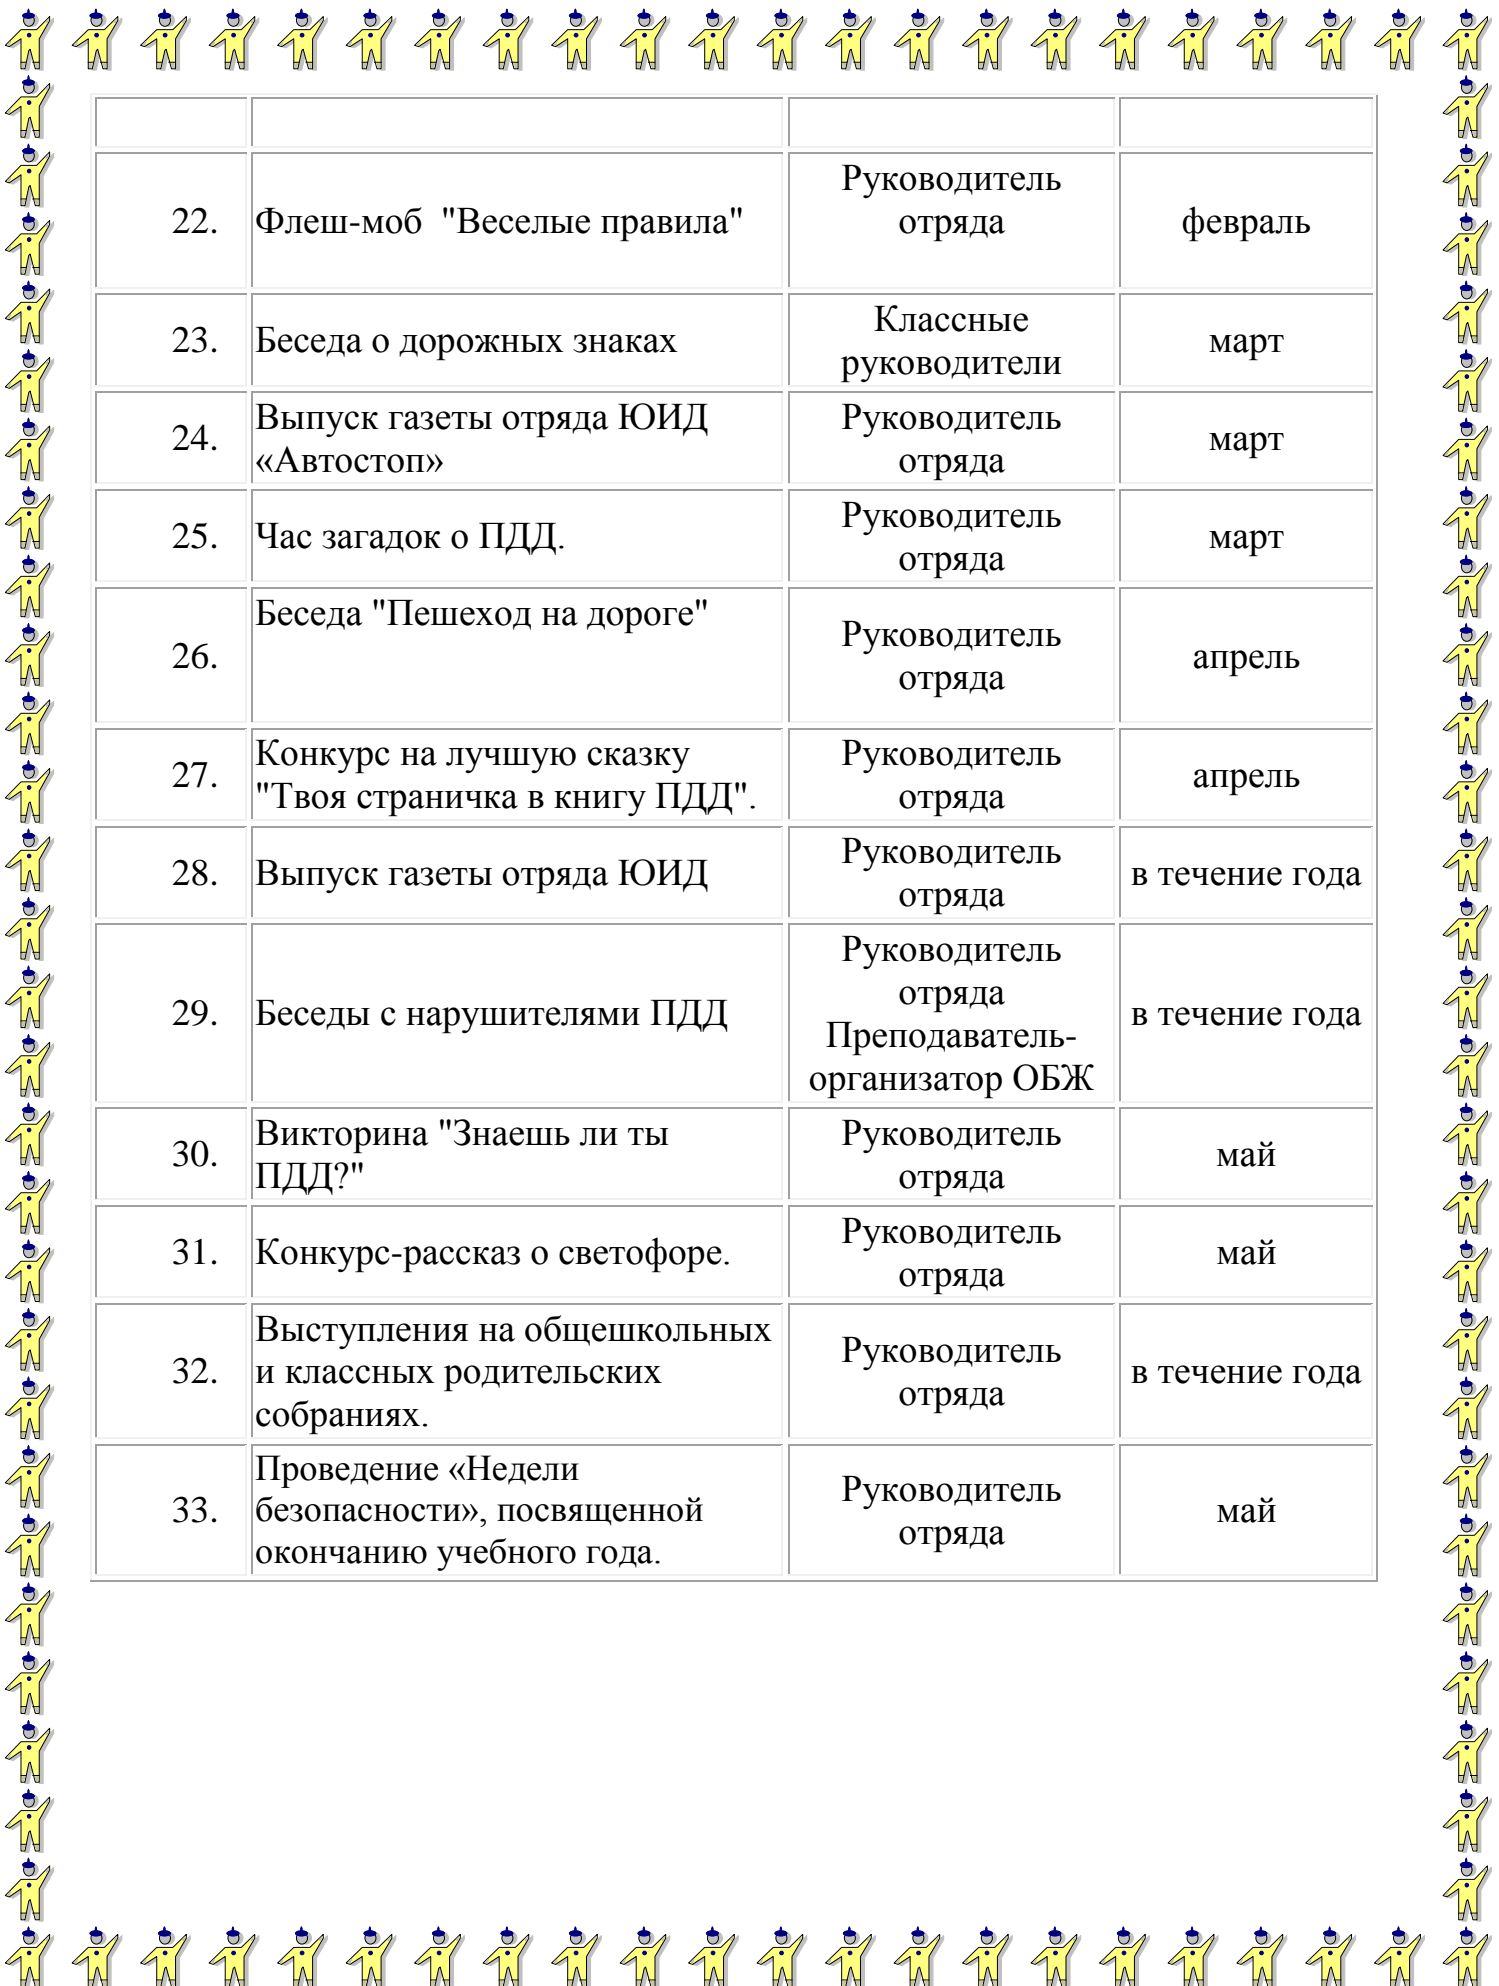 22.
Флеш-моб  "Веселые правила"
Руководитель
отряда
февраль
23.
Беседа о дорожных знаках
Классные
руководители
март
24.
Выпуск газеты отряда ЮИД
«Автостоп»
Руководитель
отряда
март
25.
Час загадок о ПДД.
Руководитель
отряда
март
26.
Беседа "Пешеход на дороге"
Руководитель
отряда
апрель
27.
Конкурс на лучшую сказку
"Твоя страничка в книгу ПДД".
Руководитель
отряда
апрель
28.
Выпуск газеты отряда ЮИД
Руководитель
отряда
в течение года
29.
Беседы с нарушителями ПДД
Руководитель
отряда
Преподаватель-
организатор ОБЖ
в течение года
30.
Викторина "Знаешь ли ты
ПДД?"
Руководитель
отряда
май
31.
Конкурс-рассказ о светофоре.
Руководитель
отряда
май
32.
Выступления на общешкольных
и классных родительских
собраниях.
Руководитель
отряда
в течение года
33.
Проведение «Недели
безопасности», посвященной
окончанию учебного года.
Руководитель
отряда
май